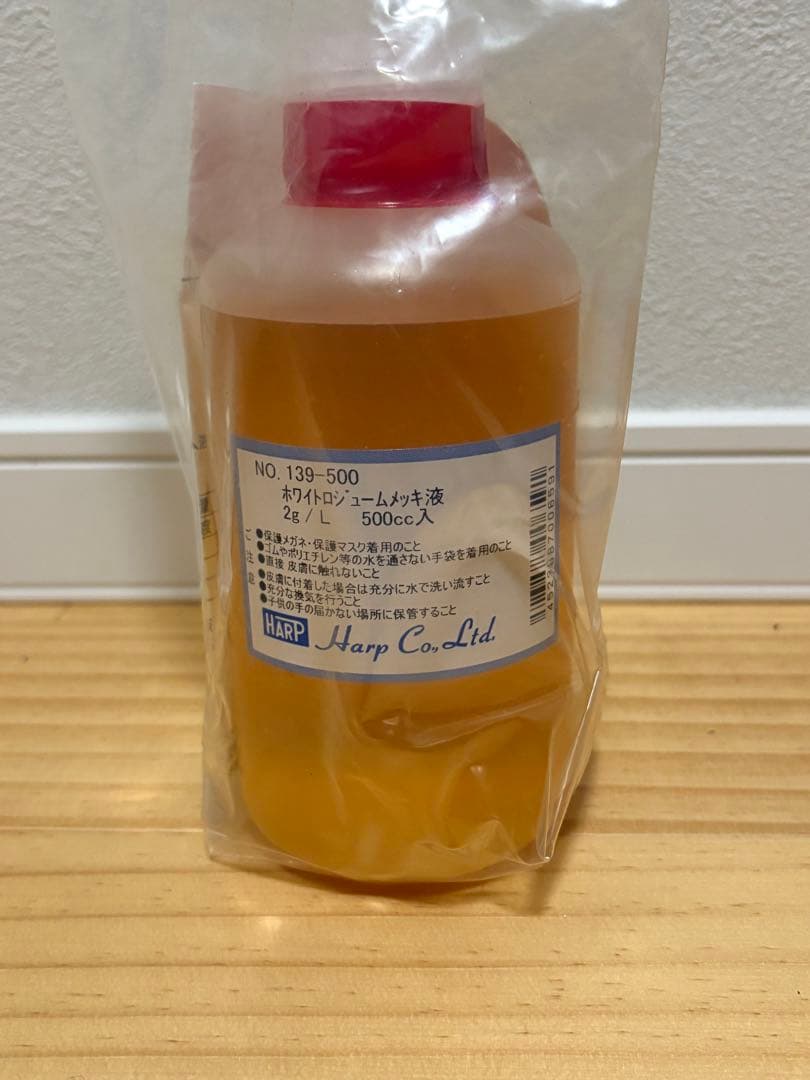 NO. 139-500
ホワイトロジュームメッキ液
2g/L 500cc入
ご注意
●保護メガネ・保護マスク着用のこと
●ゴムやポリエチレン等の水を通さない手袋を着用のこと
●直接 皮膚に触れないこと
●皮膚に付着した場合は充分に水で洗い流すこと
●充分な換気を行うこと
●子供の手の届かない場所に保管すること
HARP Harp Co., Ltd.